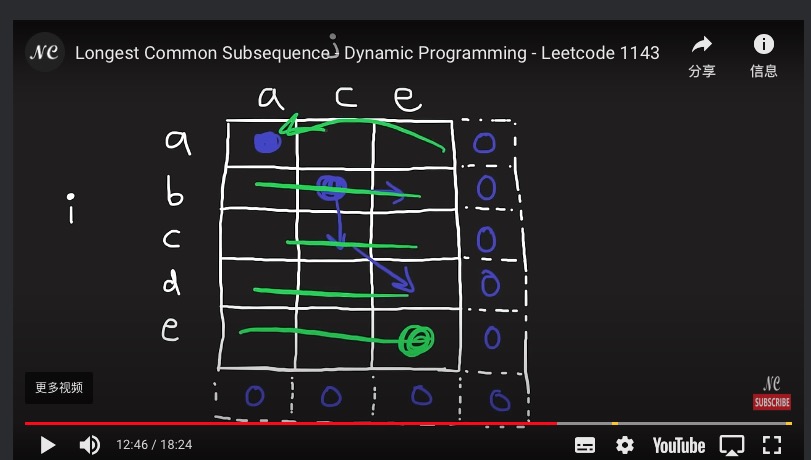 NC Longest Common Subsequence - Dynamic Programming - Leetcode 1143
分享 信息
j
a c e
a 0
b 0
i
c 0
d 0
e 0
0 0 0 0
更多视频
NC
SUBSCRIBE
12:46 / 18:24 YouTube